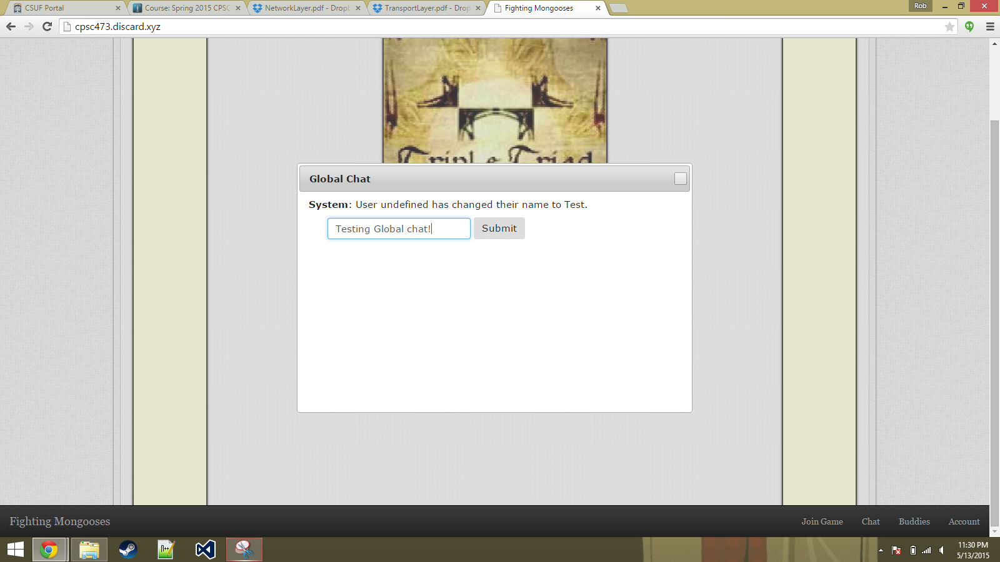 CSUF Portal
Course: Spring 2015 CPSC
NetworkLayer.pdf - Dropb
TransportLayer.pdf - Drop
Fighting Mongooses
Rob
cpsc473.discard.xyz
Triple Triad
Global Chat
System: User undefined has changed their name to Test.
Testing Global chat!
Submit
Fighting Mongooses
Join Game
Chat
Buddies
Account
11:30 PM
5/13/2015